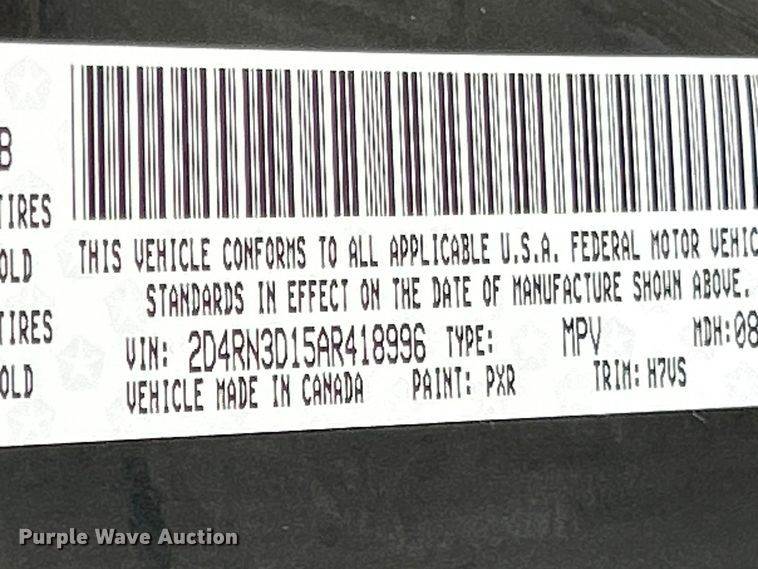 B
TIRES
OLD
TIRES
OLD
THIS VEHICLE CONFORMS TO ALL APPLICABLE U.S.A. FEDERAL MOTOR VEHIC
STANDARDS IN EFFECT ON THE DATE OF MANUFACTURE SHOWN ABOVE.
VIN: 2D4RN3D15AR418996 TYPE: MPV MDH:08
VEHICLE MADE IN CANADA PAINT: PXR TRIM: H7VS
Purple Wave Auction